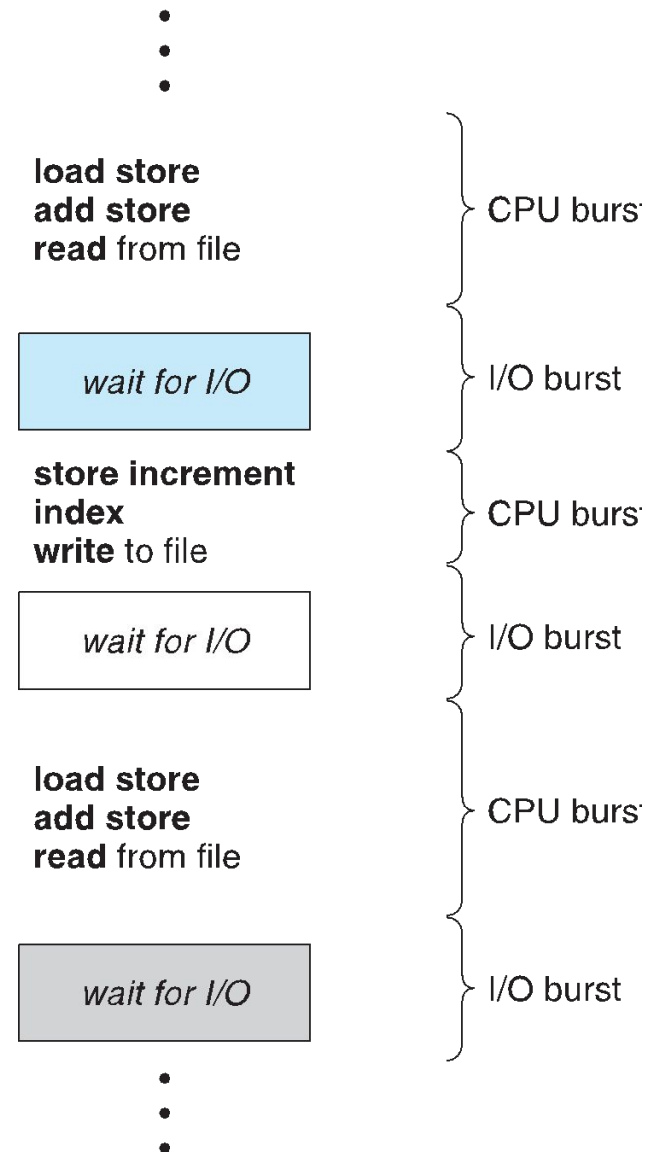 load store
add store
read from file
CPU burs
wait for I/O
I/O burst
store increment
index
write to file
CPU burs
wait for I/O
I/O burst
load store
add store
read from file
CPU burs
wait for I/O
I/O burst